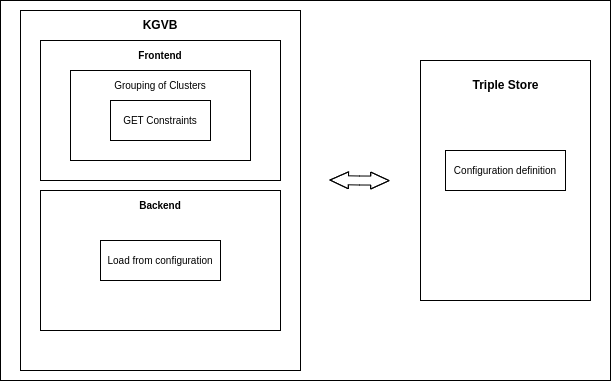 KGVB
Frontend
Grouping of Clusters
GET Constraints
Backend
Load from configuration
Triple Store
Configuration definition